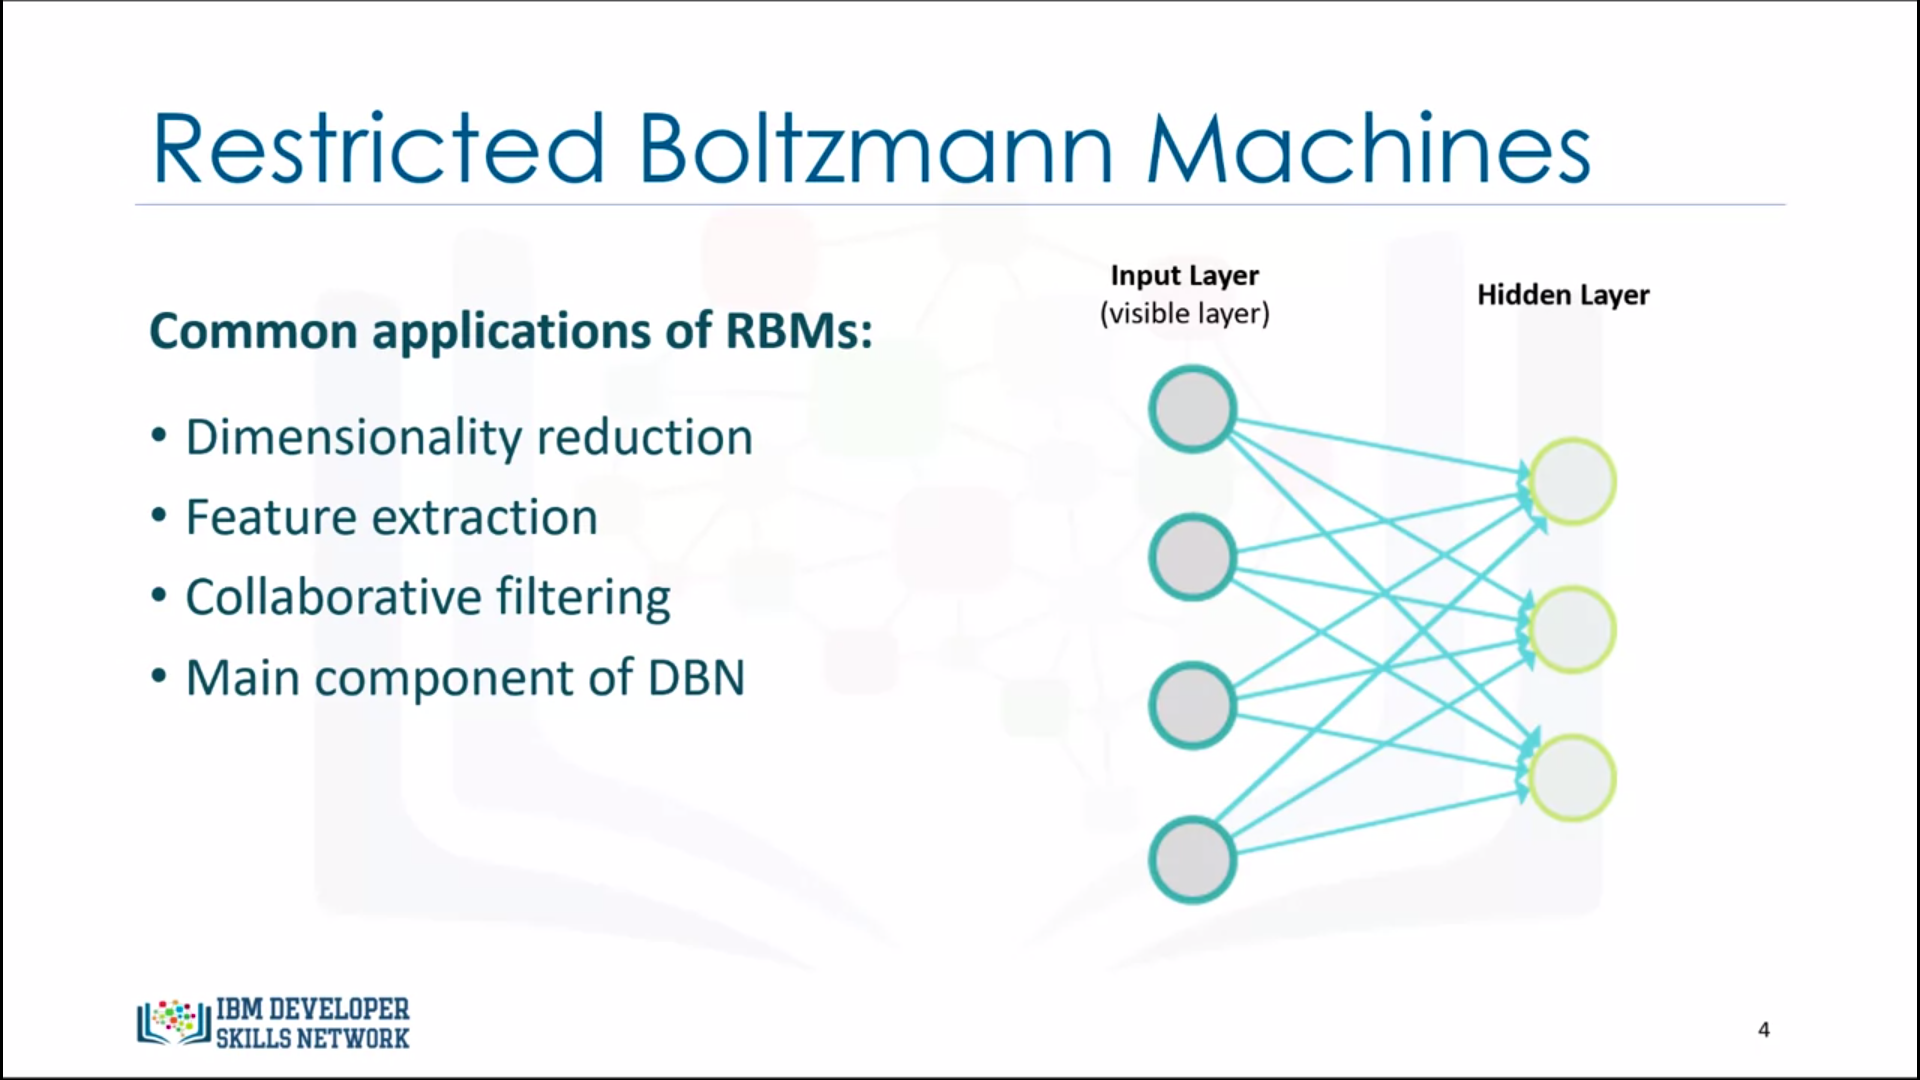 Restricted Boltzmann Machines
Common applications of RBMs:
• Dimensionality reduction
• Feature extraction
• Collaborative filtering
• Main component of DBN
Input Layer
(visible layer)
Hidden Layer
IBM DEVELOPER
SKILLS NETWORK
4